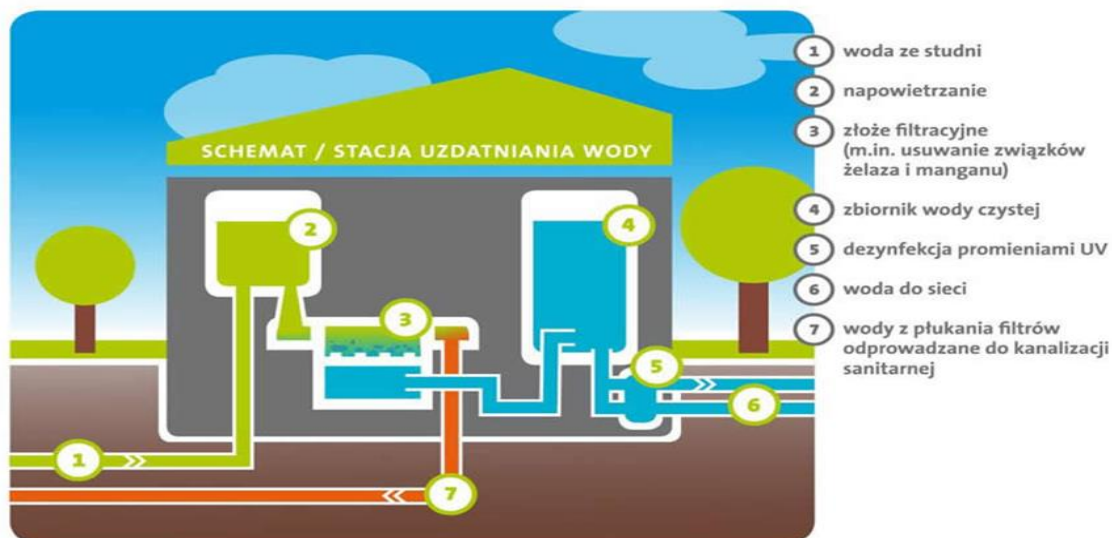 SCHEMAT / STACJA UZDATNIANIA WODY
2
4
3
5
6
1
7
1 woda ze studni
2 napowietrzanie
3 złoże filtracyjne
(m.in. usuwanie związków
żelaza i manganu)
4 zbiornik wody czystej
5 dezynfekcja promieniami UV
6 woda do sieci
7 wody z płukania filtrów
odprowadzane do kanalizacji
sanitarnej